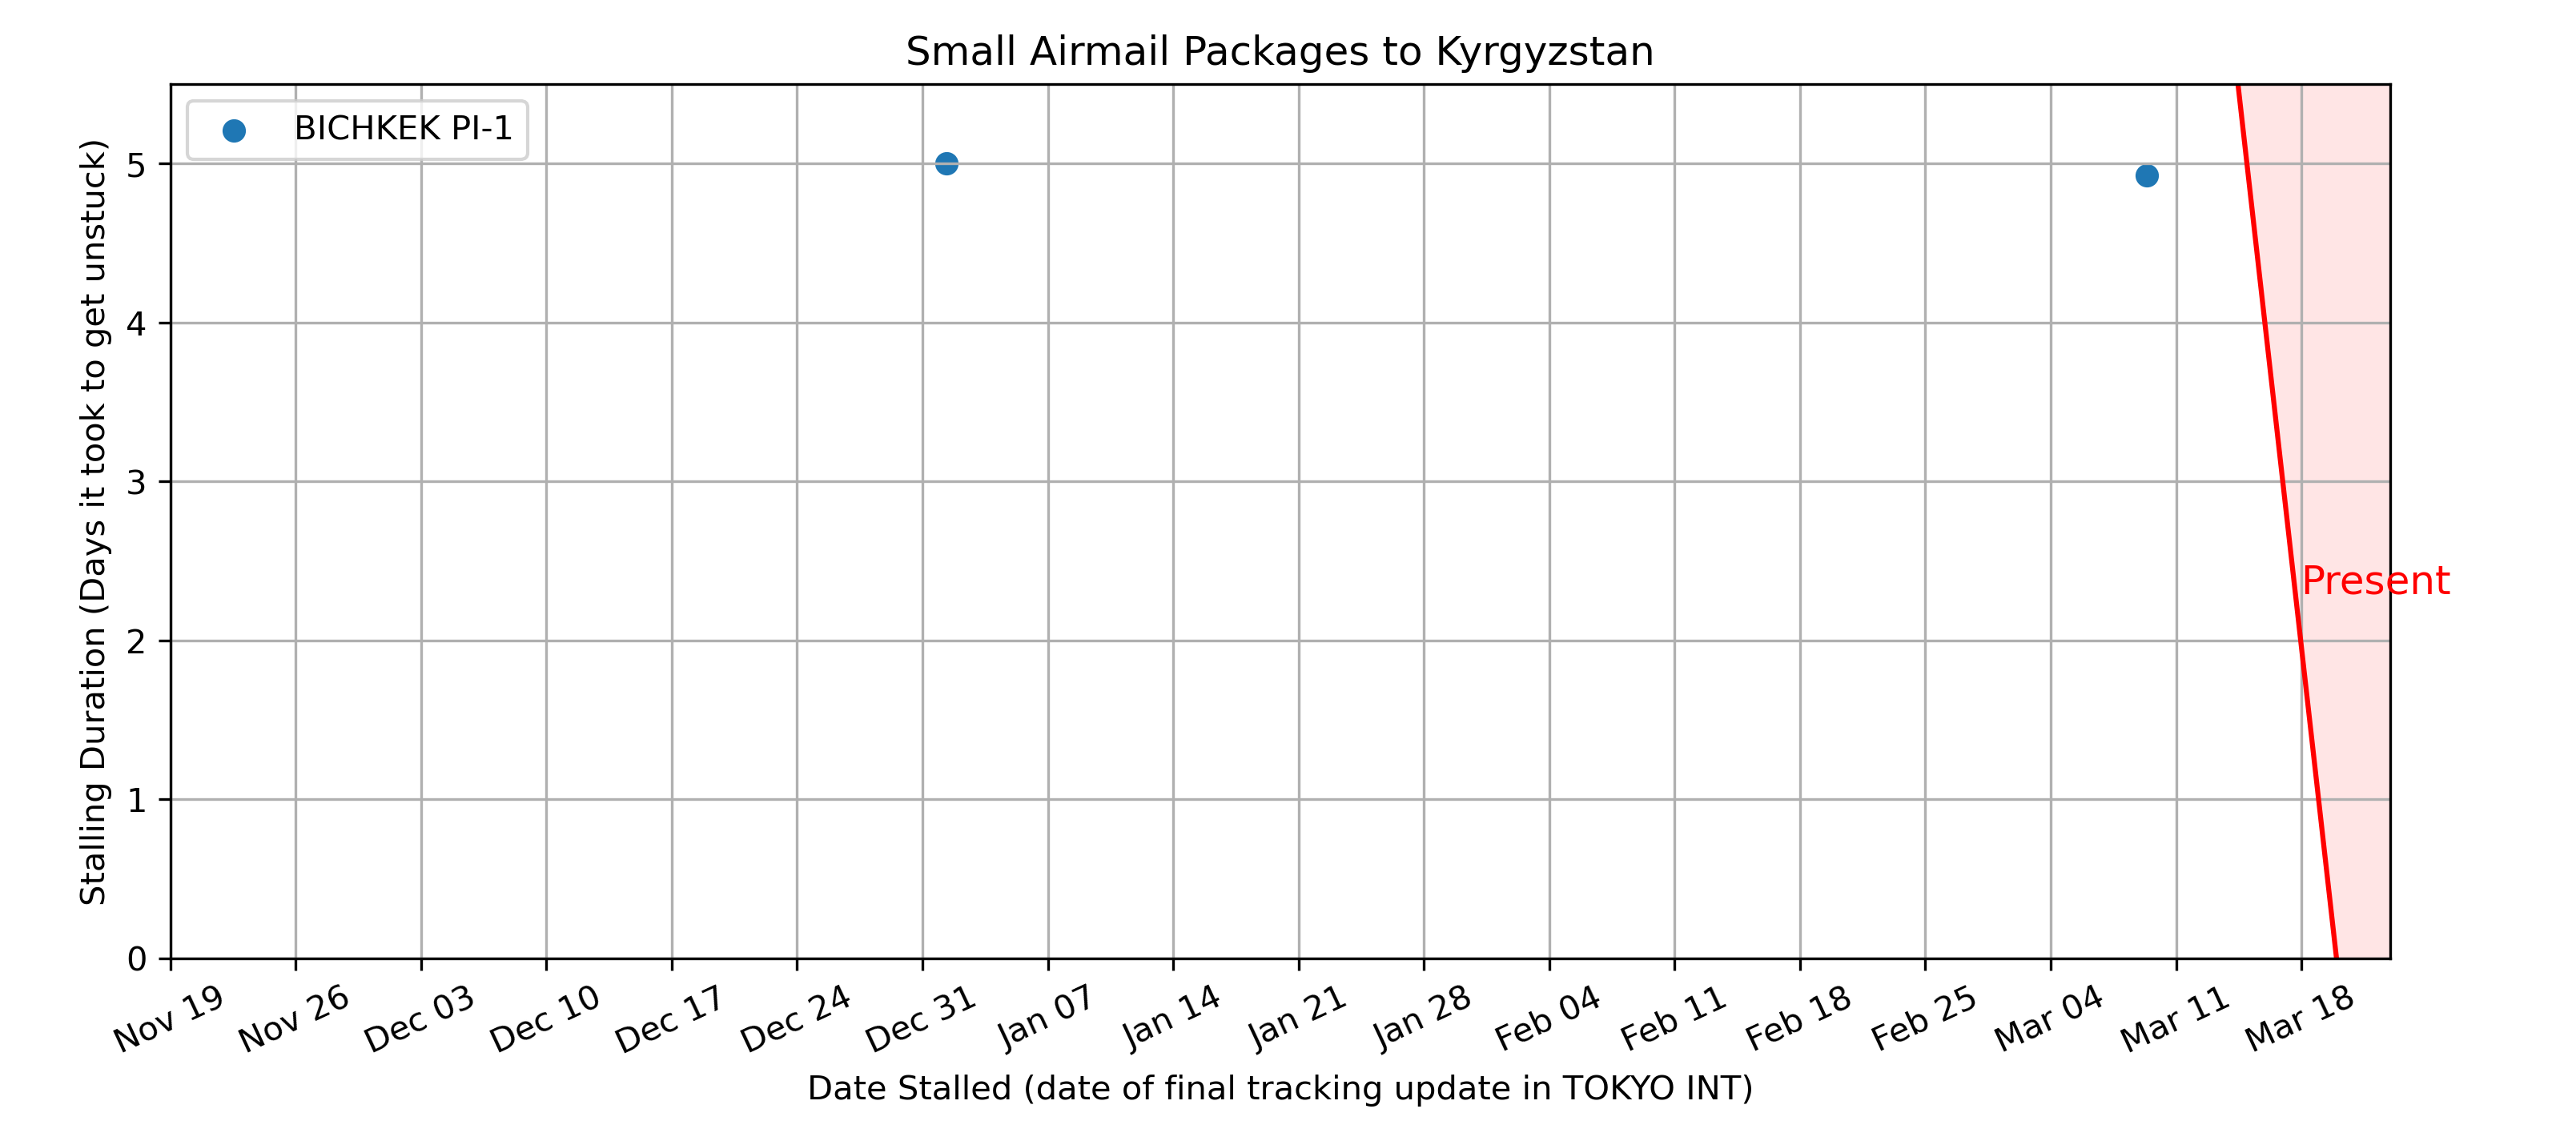 Small Airmail Packages to Kyrgyzstan
BICHKEK PI-1
Stalling Duration (Days it took to get unstuck)
5
4
3
2
1
0
Present
Nov 19 Nov 26 Dec 03 Dec 10 Dec 17 Dec 24 Dec 31 Jan 07 Jan 14 Jan 21 Jan 28 Feb 04 Feb 11 Feb 18 Feb 25 Mar 04 Mar 11 Mar 18
Date Stalled (date of final tracking update in TOKYO INT)